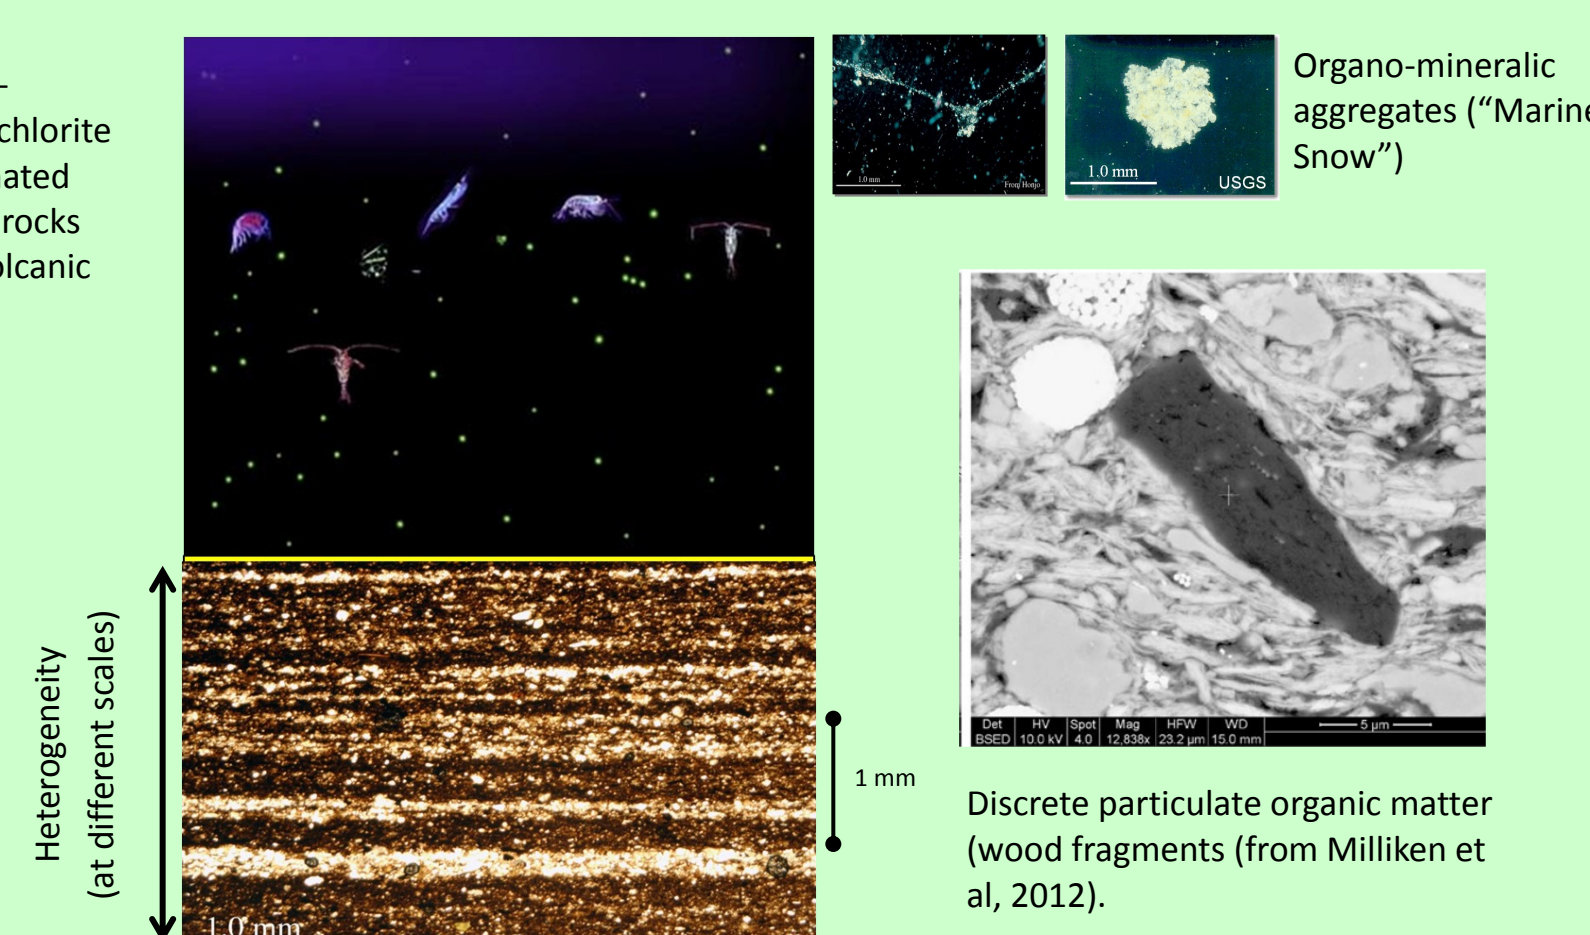 chlorite
rocks
1.0 mm
From Honjo
1.0 mm
USGS
Organo-mineralic
aggregates (“Marine
Snow”)
Heterogeneity
(at different scales)
1.0 mm
1 mm
Det HV Spot Mag HFW WD 5 µm
BSED 10.0 kV 4.0 12,838x 23.2 µm 15.0 mm
Discrete particulate organic matter
(wood fragments (from Milliken et
al, 2012).